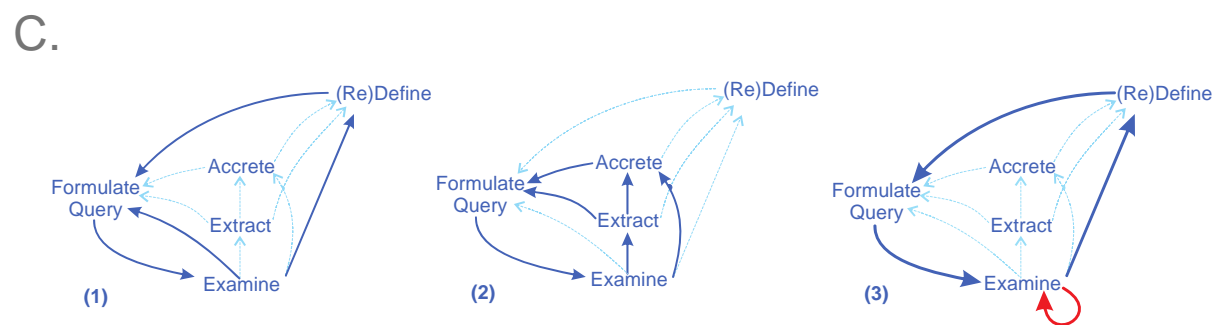 C.
(Re)Define
Accrete
Formulate
Query
Extract
Examine
(1)
(Re)Define
Accrete
Formulate
Query
Extract
Examine
(2)
(Re)Define
Accrete
Formulate
Query
Extract
Examine
(3)